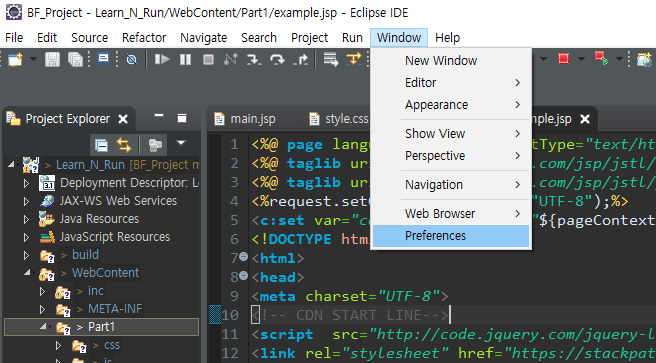 BF_Project - Learn_N_Run/WebContent/Part1/example.jsp - Eclipse IDE
File Edit Source Refactor Navigate Search Project Run Window Help
New Window
Editor
Appearance
Show View
Perspective
Navigation
Web Browser
Preferences
Project Explorer
> Learn_N_Run [BF_Project m
Deployment Descriptor: Le
JAX-WS Web Services
Java Resources
JavaScript Resources
> build
> WebContent
> inc
> META-INF
> Part1
> css
> js
main.jsp style.css mple.jsp
1 <%@ page lang tType="text/ht
2 <%@ taglib uri .com/jsp/jstl/
3 <%@ taglib uri .com/jsp/jstl/
4 <%request.setC "UTF-8");%>
5 <c:set var="co "${pageContext
6 <!DOCTYPE htm
7 <html>
8 <head>
9 <meta charset="UTF-8">
10 <!-- CDN START LINE-->
11 <script src="http://code.jquery.com/jquery-l
12 <link rel="stylesheet" href="https://stackpat